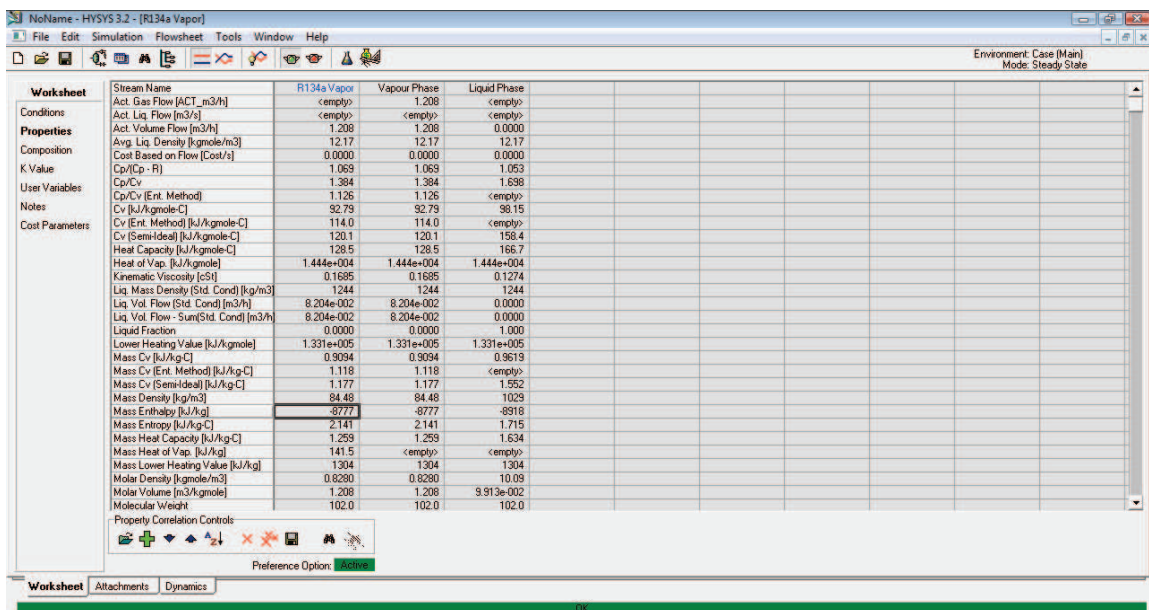 NoName - HYSYS 3.2 - [R134a Vapor]
File Edit Simulation Flowsheet Tools Window Help
Environment: Case (Main)
Mode: Steady State
Worksheet
Conditions
Properties
Composition
K Value
User Variables
Notes
Cost Parameters
Stream Name R134a Vapor Vapour Phase Liquid Phase
Act. Gas Flow [ACT_m3/h] <empty> 1.208 <empty>
Act. Liq. Flow [m3/s] <empty> <empty> <empty>
Act. Volume Flow [m3/h] 1.208 1.208 0.0000
Avg. Liq. Density [kgmole/m3] 12.17 12.17 12.17
Cost Based on Flow [Cost/s] 0.0000 0.0000 0.0000
Cp/(Cp - R) 1.069 1.069 1.053
Cp/Cv 1.384 1.384 1.698
Cp/Cv (Ent. Method) 1.126 1.126 <empty>
Cv [kJ/kgmole-C] 92.79 92.79 98.15
Cv (Ent. Method) [kJ/kgmole-C] 114.0 114.0 <empty>
Cv (Semi-Ideal) [kJ/kgmole-C] 120.1 120.1 158.4
Heat Capacity [kJ/kgmole-C] 128.5 128.5 166.7
Heat of Vap. [kJ/kgmole] 1.444e+004 1.444e+004 1.444e+004
Kinematic Viscosity [cSt] 0.1685 0.1685 0.1274
Liq. Mass Density (Std. Cond) [kg/m3] 1244 1244 1244
Liq. Vol. Flow (Std. Cond) [m3/h] 8.204e-002 8.204e-002 0.0000
Liq. Vol. Flow - Sum(Std. Cond) [m3/h] 8.204e-002 8.204e-002 0.0000
Liquid Fraction 0.0000 0.0000 1.000
Lower Heating Value [kJ/kgmole] 1.331e+005 1.331e+005 1.331e+005
Mass Cv [kJ/kg-C] 0.9094 0.9094 0.9619
Mass Cv (Ent. Method) [kJ/kg-C] 1.118 1.118 <empty>
Mass Cv (Semi-Ideal) [kJ/kg-C] 1.177 1.177 1.552
Mass Density [kg/m3] 84.48 84.48 1029
Mass Enthalpy [kJ/kg] -8777 -8777 -8918
Mass Entropy [kJ/kg-C] 2.141 2.141 1.715
Mass Heat Capacity [kJ/kg-C] 1.259 1.259 1.634
Mass Heat of Vap. [kJ/kg] 141.5 <empty> <empty>
Mass Lower Heating Value [kJ/kg] 1304 1304 1304
Molar Density [kgmole/m3] 0.8280 0.8280 10.09
Molar Volume [m3/kgmole] 1.208 1.208 9.913e-002
Molecular Weight 102.0 102.0 102.0
Property Correlation Controls
Preference Option: Active
Worksheet Attachments Dynamics
OK